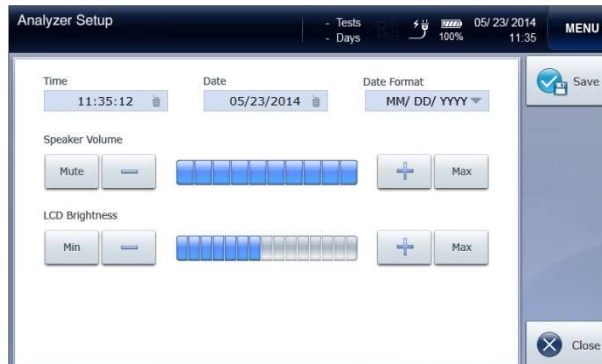 Analyzer Setup
- Tests
- Days
100%
05/ 23/ 2014
11:35
MENU
Time
Date
Date Format
11:35:12
05/23/2014
MM/ DD/ YYYY
Save
Speaker Volume
Mute
Max
LCD Brightness
Min
Max
Close